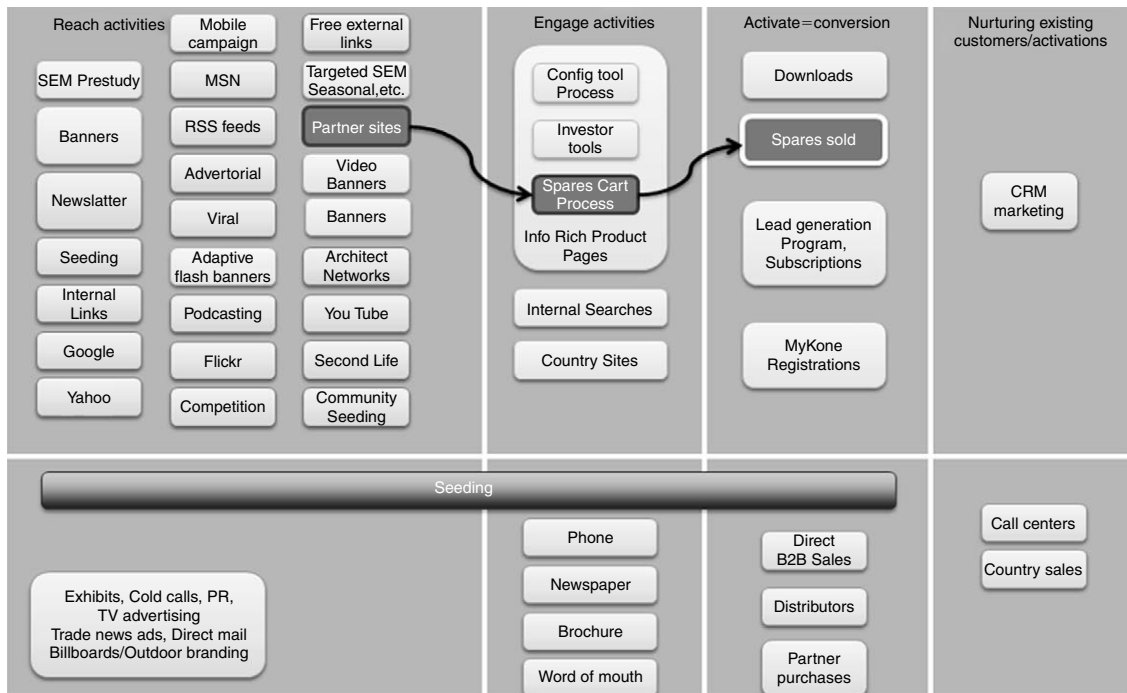 Reach activities
Mobile
campaign
Free external
links
SEM Prestudy
MSN
Targeted SEM
Seasonal,etc.
Banners
RSS feeds
Partner sites
Newslatter
Advertorial
Video
Banners
Viral
Banners
Seeding
Adaptive
flash banners
Architect
Networks
Internal
Links
Podcasting
You Tube
Google
Flickr
Second Life
Yahoo
Competition
Community
Seeding
Engage activities
Config tool
Process
Investor
tools
Spares Cart
Process
Info Rich Product
Pages
Internal Searches
Country Sites
Activate=conversion
Downloads
Spares sold
Lead generation
Program,
Subscriptions
MyKone
Registrations
Nurturing existing
customers/activations
CRM
marketing
Seeding
Exhibits, Cold calls, PR,
TV advertising
Trade news ads, Direct mail
Billboards/Outdoor branding
Phone
Newspaper
Brochure
Word of mouth
Direct
B2B Sales
Distributors
Partner
purchases
Call centers
Country sales